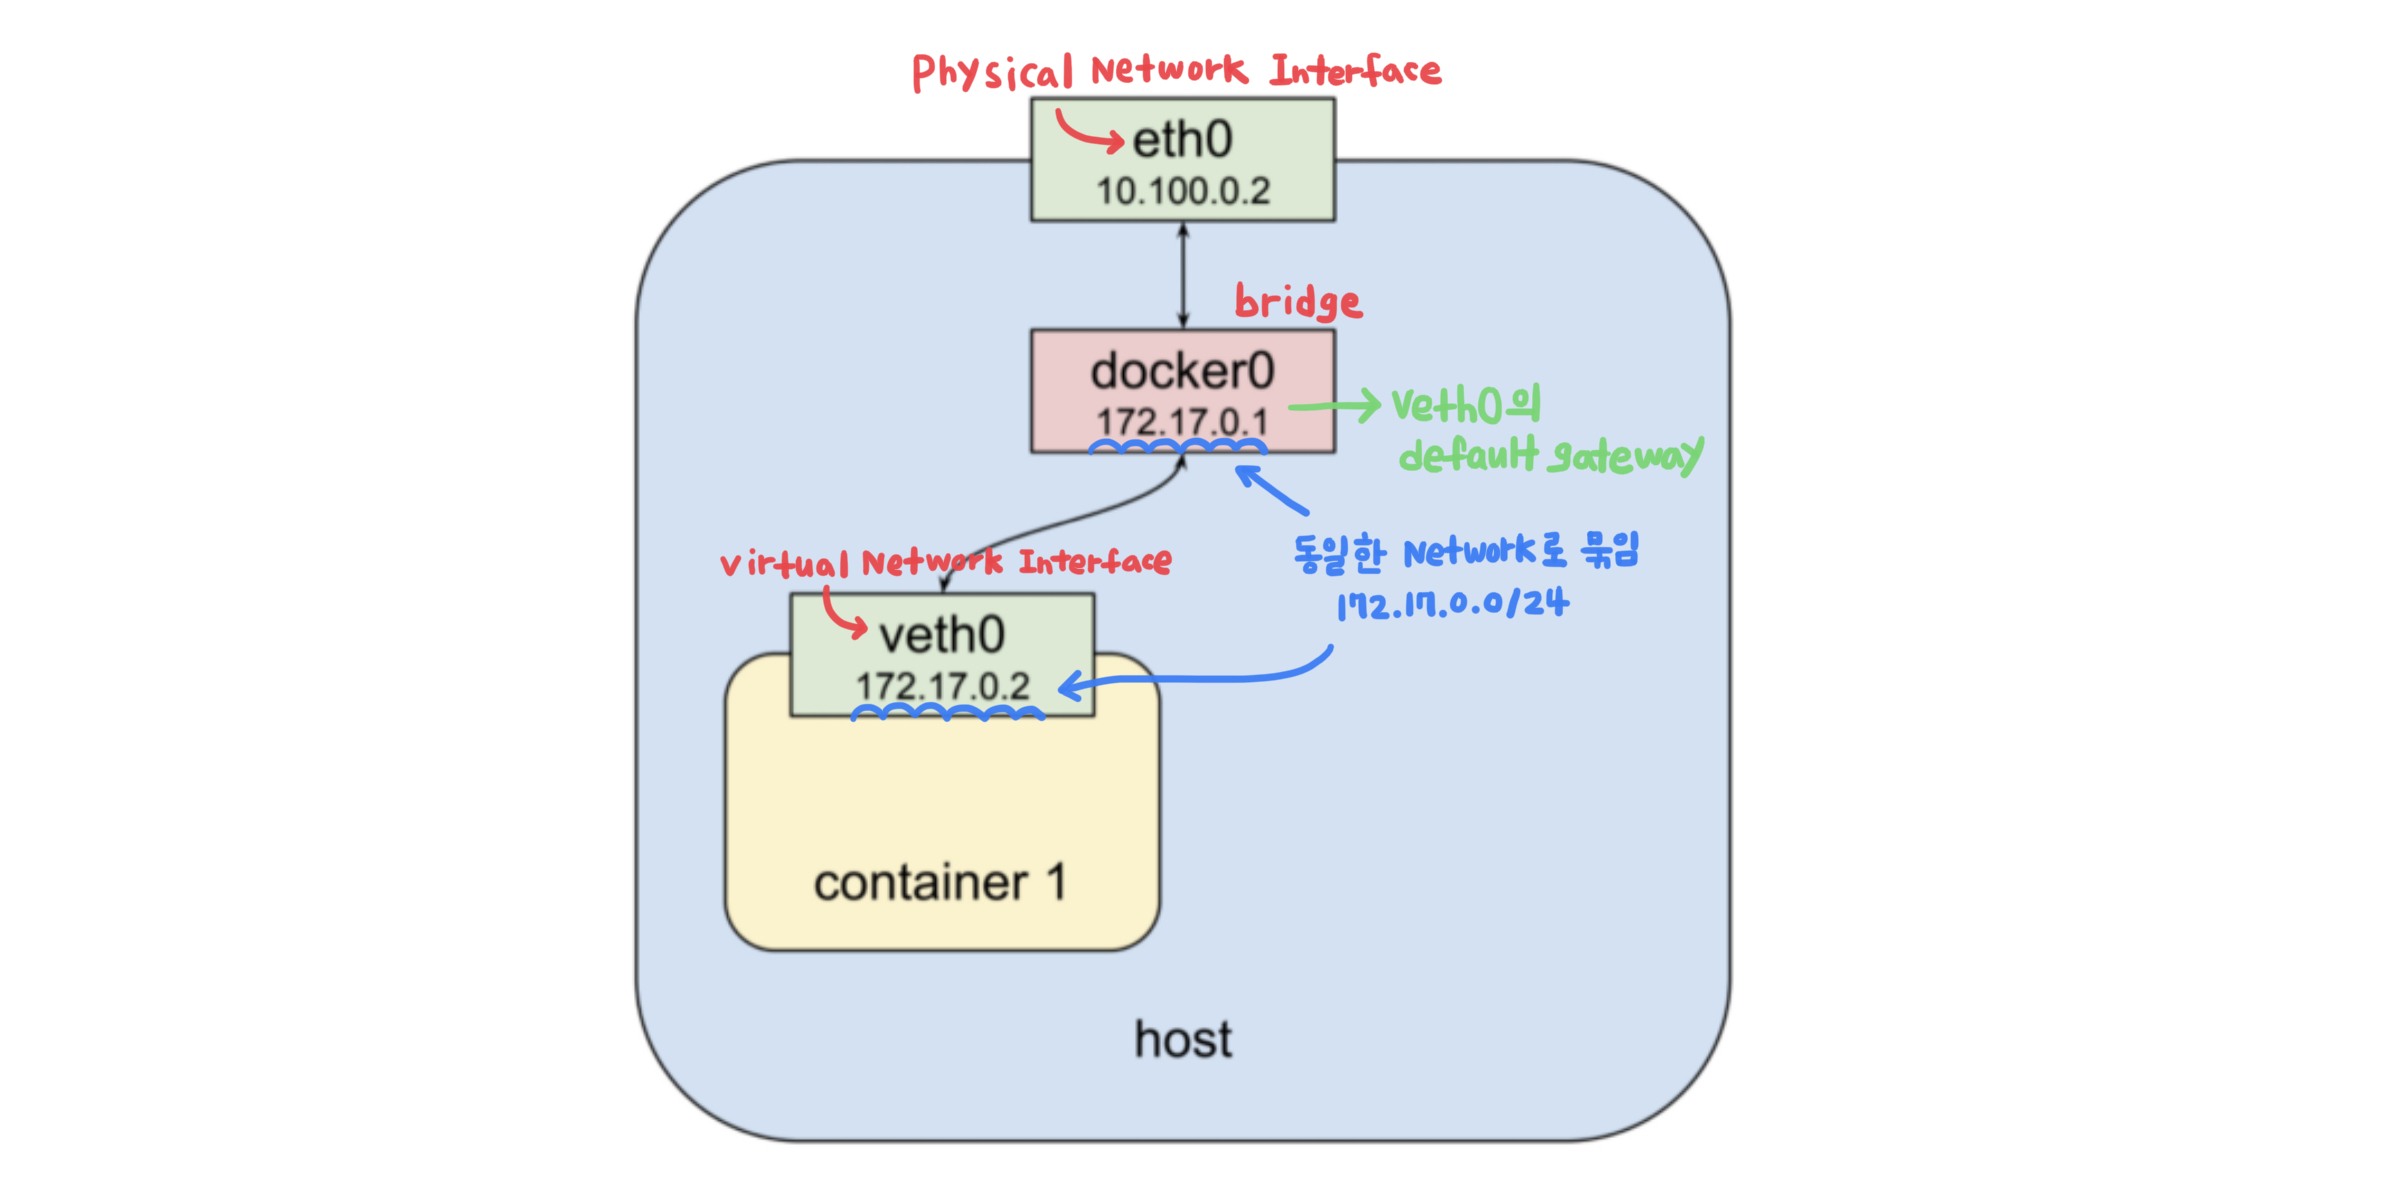 Physical Network Interface
eth0
10.100.0.2
bridge
docker0
172.17.0.1
veth0의
default gateway
동일한 Network로 묶임
172.17.0.0/24
virtual Network Interface
veth0
172.17.0.2
container 1
host